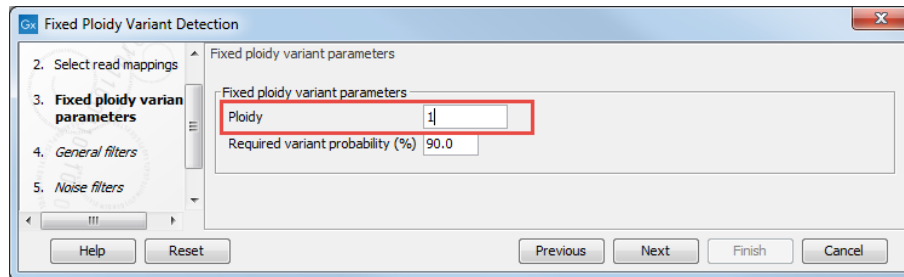 Gx Fixed Ploidy Variant Detection
2. Select read mappings
3. Fixed ploidy varian
parameters
4. General filters
5. Noise filters
Fixed ploidy variant parameters
Fixed ploidy variant parameters
Ploidy 1
Required variant probability (%) 90.0
Help Reset Previous Next Finish Cancel